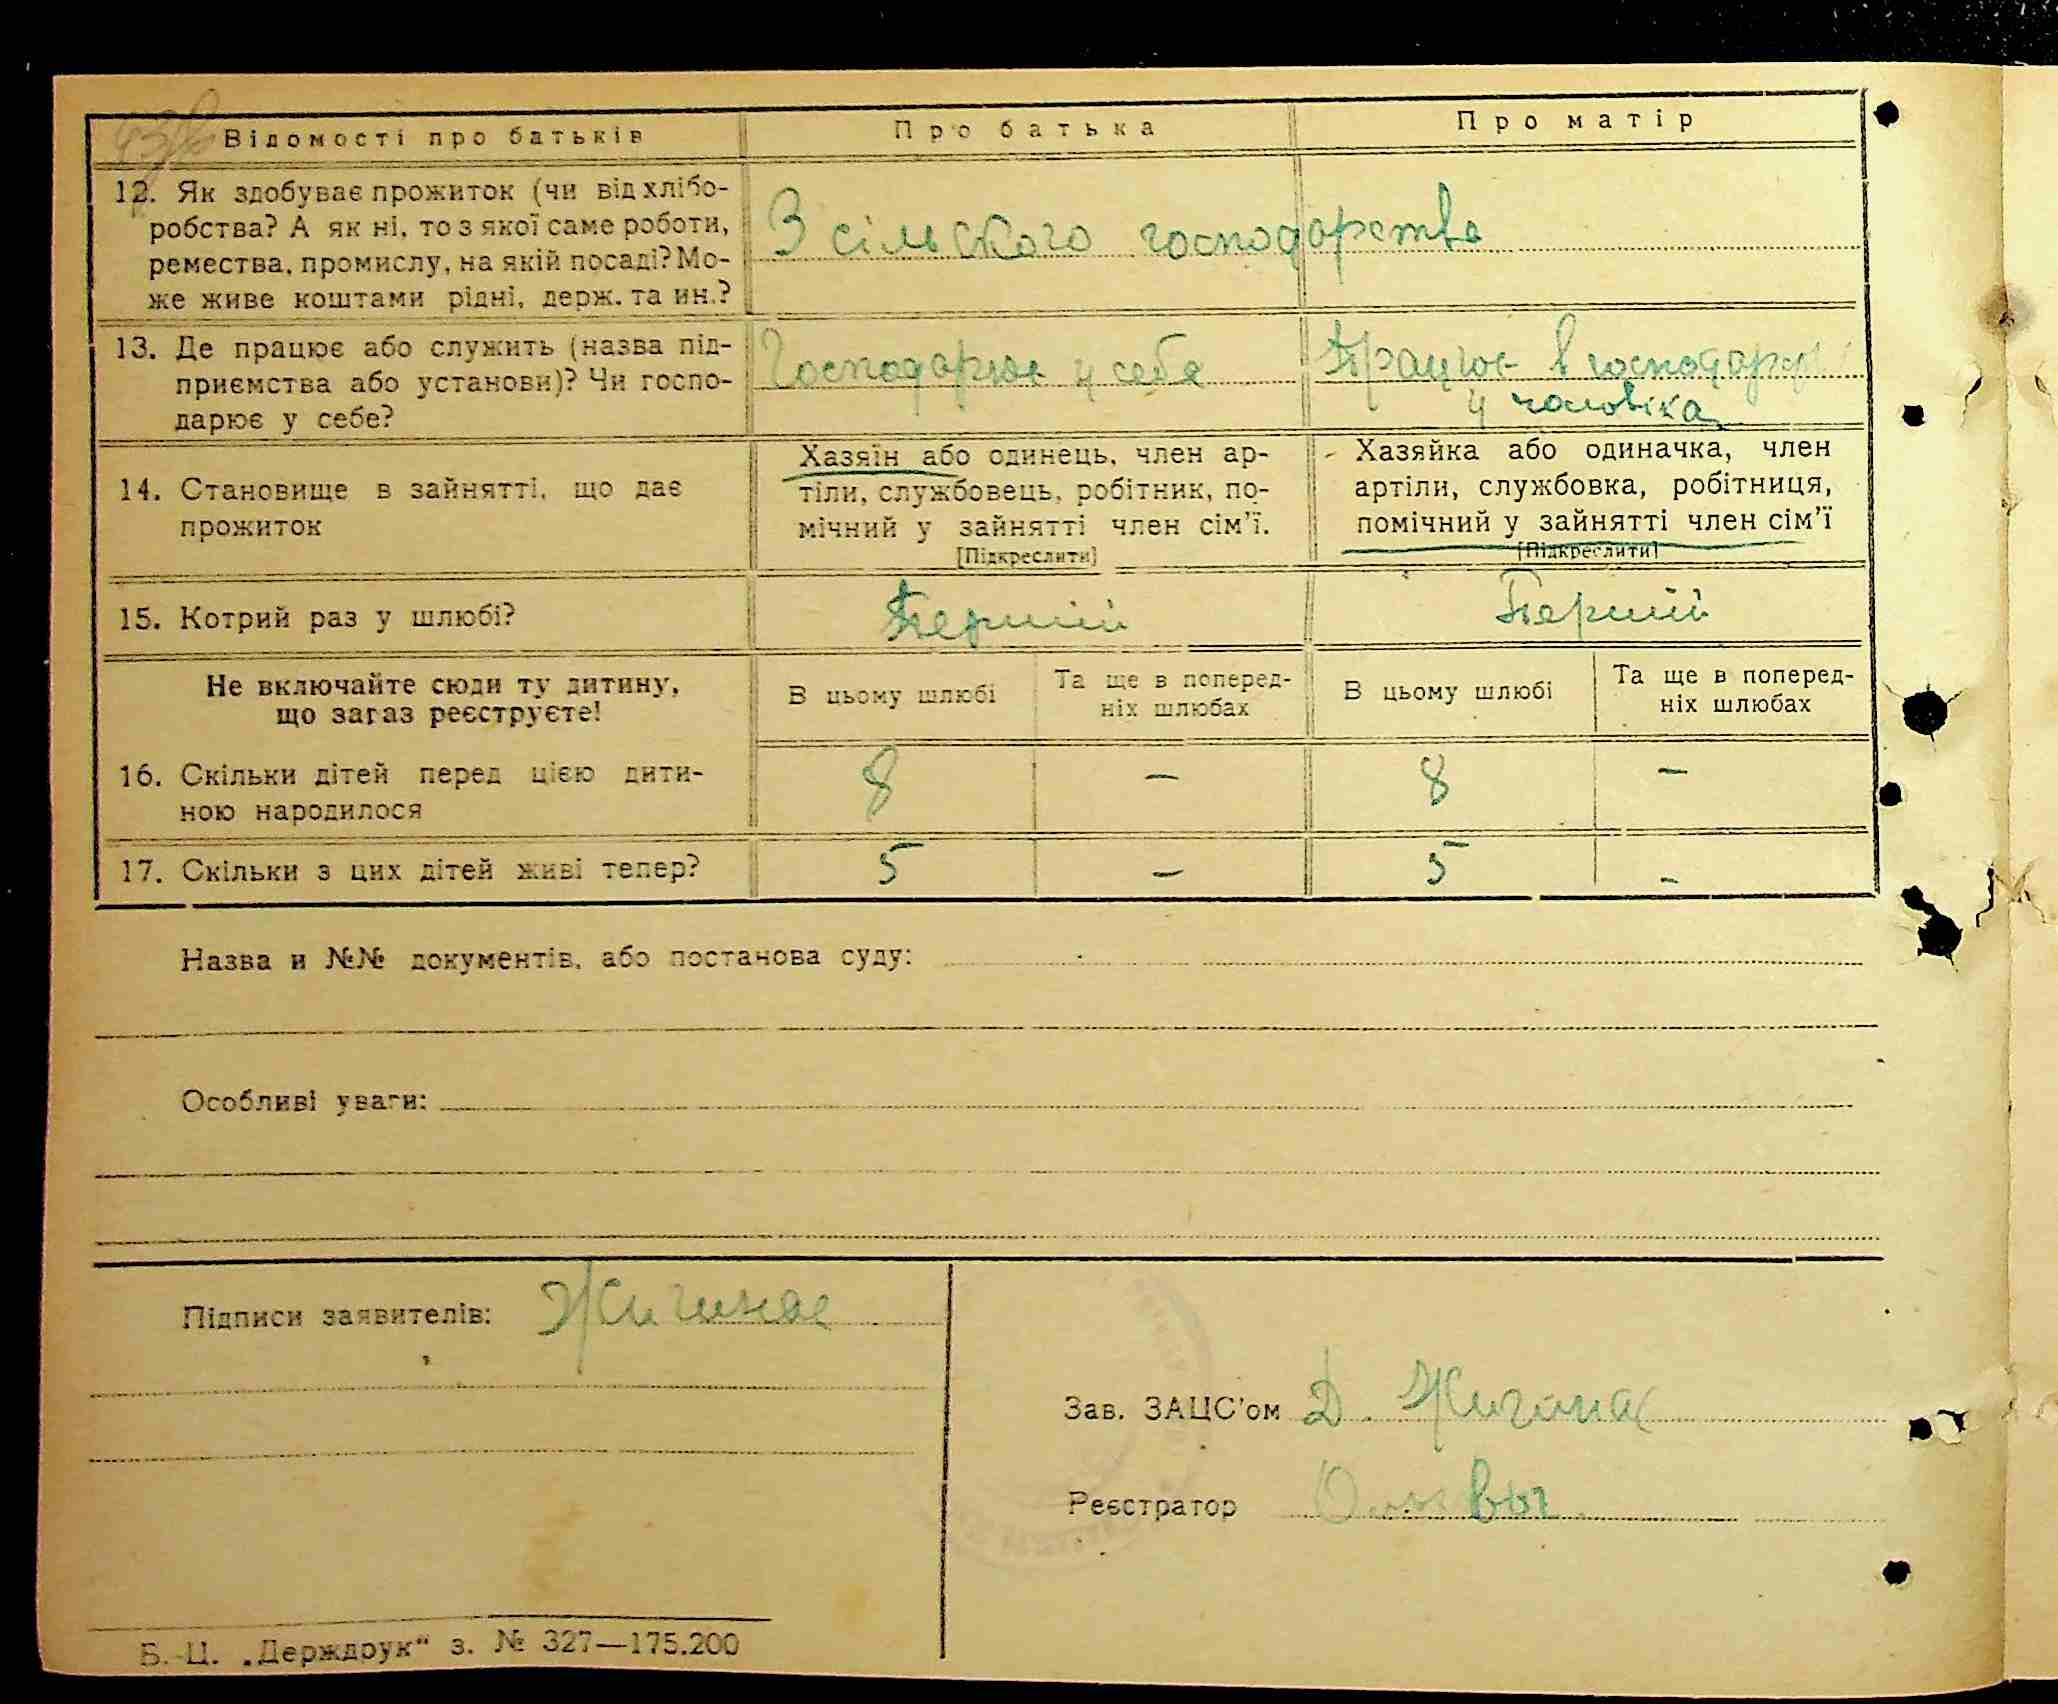 Відомості про батьків
Про батька
Про матір
12. Як здобуває прожиток (чи від хлібо-
робства? А як ні, то з якої саме роботи,
ремества, промислу, на якій посаді? Мо-
же живе коштами рідні, держ. та ин.?
З сільского господарства
13. Де працює або служить (назва під-
приємства або установи)? Чи госпо-
дарює у себе?
Господарює у себе
Працює в господар
у чоловіка
14. Становище в зайнятті, що дає
прожиток
Хазяїн або одинець, член ар-
тіли, службовець, робітник, по-
мічний у зайнятті член сім'ї.
[Підкреслити]
Хазяйка або одиначка, член
артіли, службовка, робітниця,
помічний у зайнятті член сім'ї
[Підкреслити]
15. Котрий раз у шлюбі?
Перший
Перший
Не включайте сюди ту дитину,
що зараз реєструєте!
В цьому шлюбі
Та ще в поперед-
ніх шлюбах
В цьому шлюбі
Та ще в поперед-
ніх шлюбах
16. Скільки дітей перед цією дити-
ною народилося
8 — 8 —
17. Скільки з цих дітей живі тепер?
5 — 5 —
Назва и №№ документів, або постанова суду:
Особливі уваги:
Підписи заявителів:
Зав. ЗАЦС'ом Д.
Реєстратор
Б.-Ц. „Держдрук" з. № 327—175.200